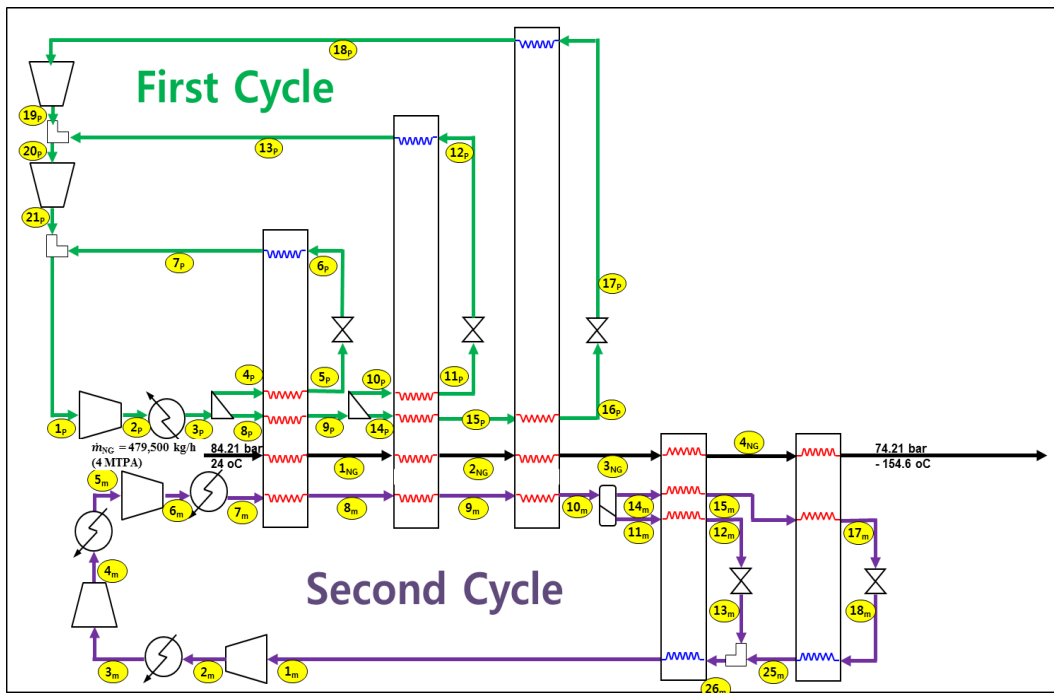 18P
First Cycle
19P
13P
12P
20P
21P
7P
6P
17P
4P
5P
10P
11P
1P
2P
3P
8P
9P
14P
15P
16P
ṁNG = 479,500 kg/h
(4 MTPA)
84.21 bar
24 oC
1NG
2NG
3NG
4NG
74.21 bar
- 154.6 oC
5m
6m
7m
8m
9m
10m
14m
11m
15m
12m
17m
4m
Second Cycle
13m
18m
3m
2m
1m
26m
25m